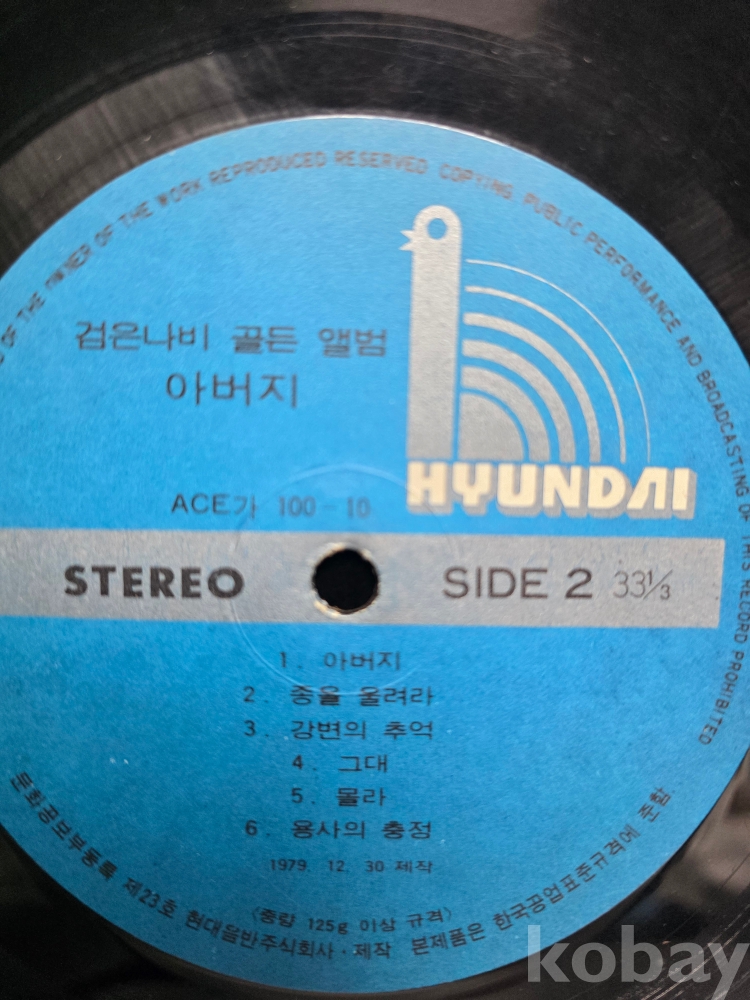 D OF THE OWNER OF THE WORK REPRODUCED RESERVED COPYING PUBLIC PERFORMANCE AND BROADCASTING OF THIS RECORD PROHIBITED
검은나비 골든 앨범
아버지
HYUNDAI
ACE가 100-10
STEREO SIDE 2 33⅓
1. 아버지
2. 종을 울려라
3. 강변의 추억
4. 그대
5. 몰라
6. 용사의 충정
1979. 12. 30 제작
(중량 125g 이상 규격)
문화공보부등록 제23호 현대음반주식회사·제작 본제품은 한국공업표준규격에 준함
kobay